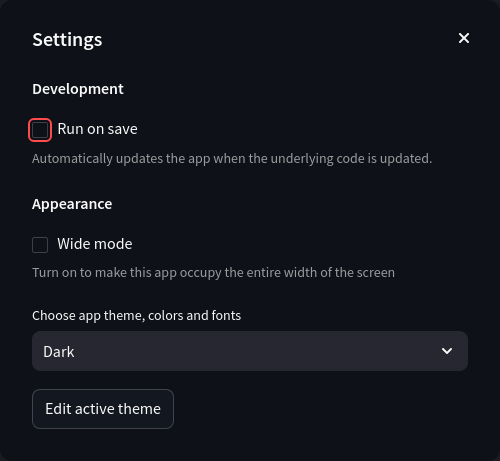 Settings
Development
Run on save
Automatically updates the app when the underlying code is updated.
Appearance
Wide mode
Turn on to make this app occupy the entire width of the screen
Choose app theme, colors and fonts
Dark
Edit active theme